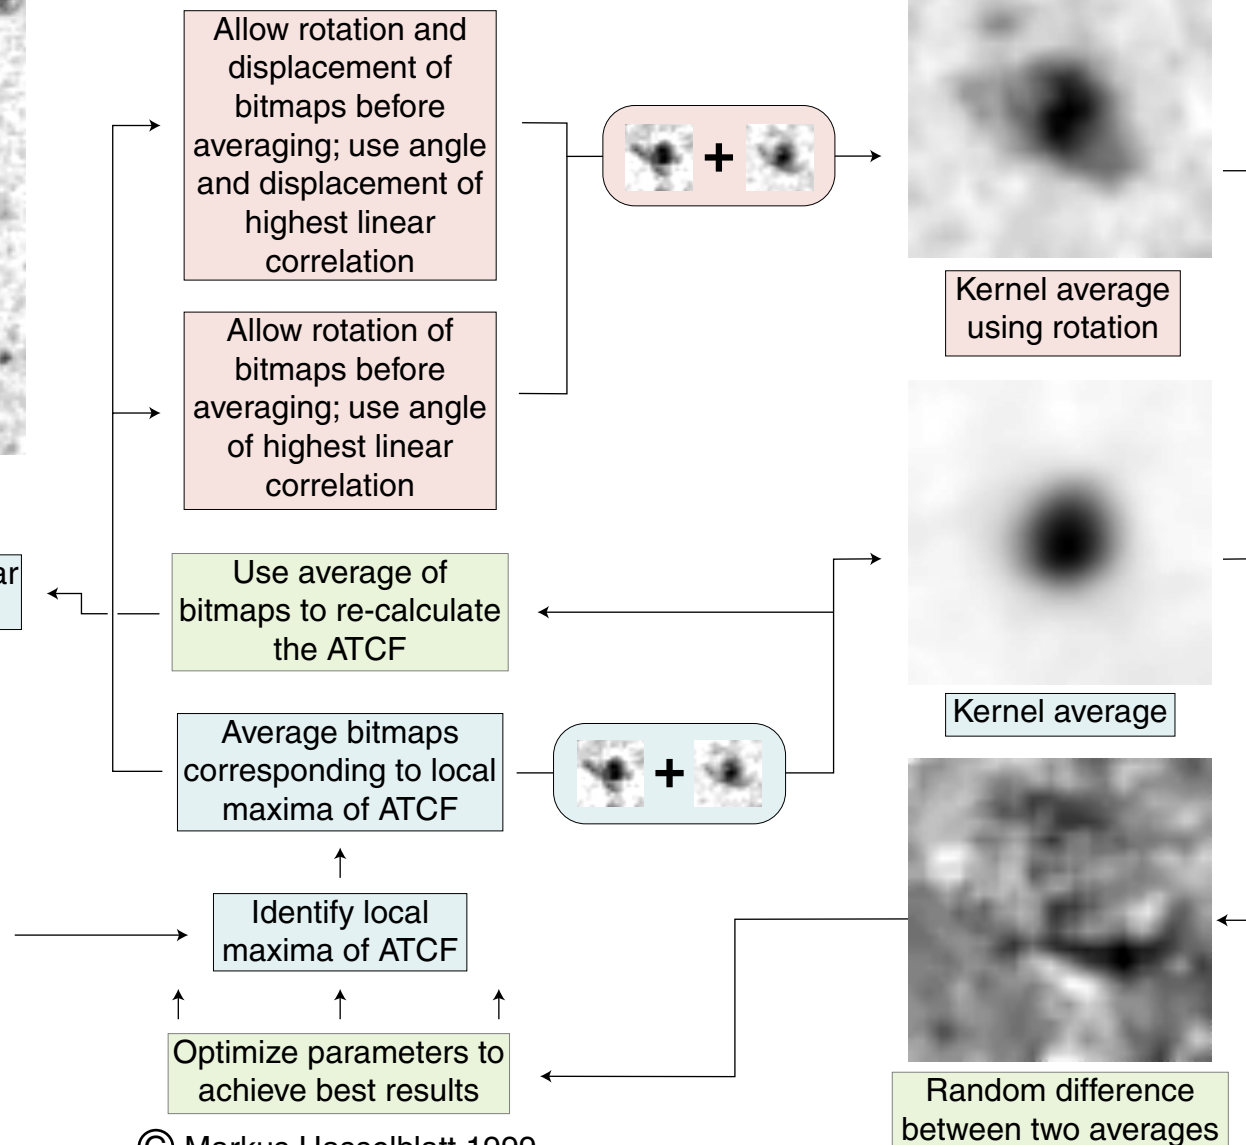 Allow rotation and
displacement of
bitmaps before
averaging; use angle
and displacement of
highest linear
correlation
Kernel average
using rotation
Allow rotation of
bitmaps before
averaging; use angle
of highest linear
correlation
Use average of
bitmaps to re-calculate
the ATCF
Kernel average
Average bitmaps
corresponding to local
maxima of ATCF
Identify local
maxima of ATCF
Optimize parameters to
achieve best results
Random difference
between two averages
© Markus Hasselblatt 1999